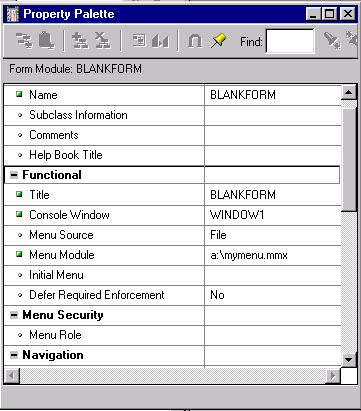 Property Palette
Find:
Form Module: BLANKFORM
Name BLANKFORM
Subclass Information
Comments
Help Book Title
Functional
Title BLANKFORM
Console Window WINDOW1
Menu Source File
Menu Module a:\mymenu.mmx
Initial Menu
Defer Required Enforcement No
Menu Security
Menu Role
Navigation